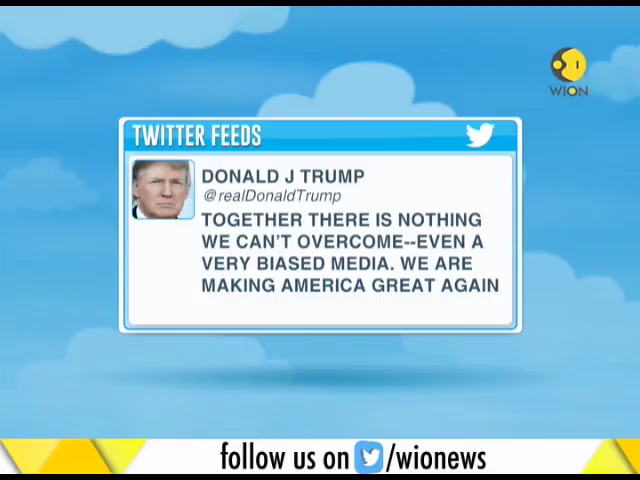 WION
TWITTER FEEDS
DONALD J TRUMP
@realDonaldTrump
TOGETHER THERE IS NOTHING
WE CAN'T OVERCOME--EVEN A
VERY BIASED MEDIA. WE ARE
MAKING AMERICA GREAT AGAIN
follow us on /wionews